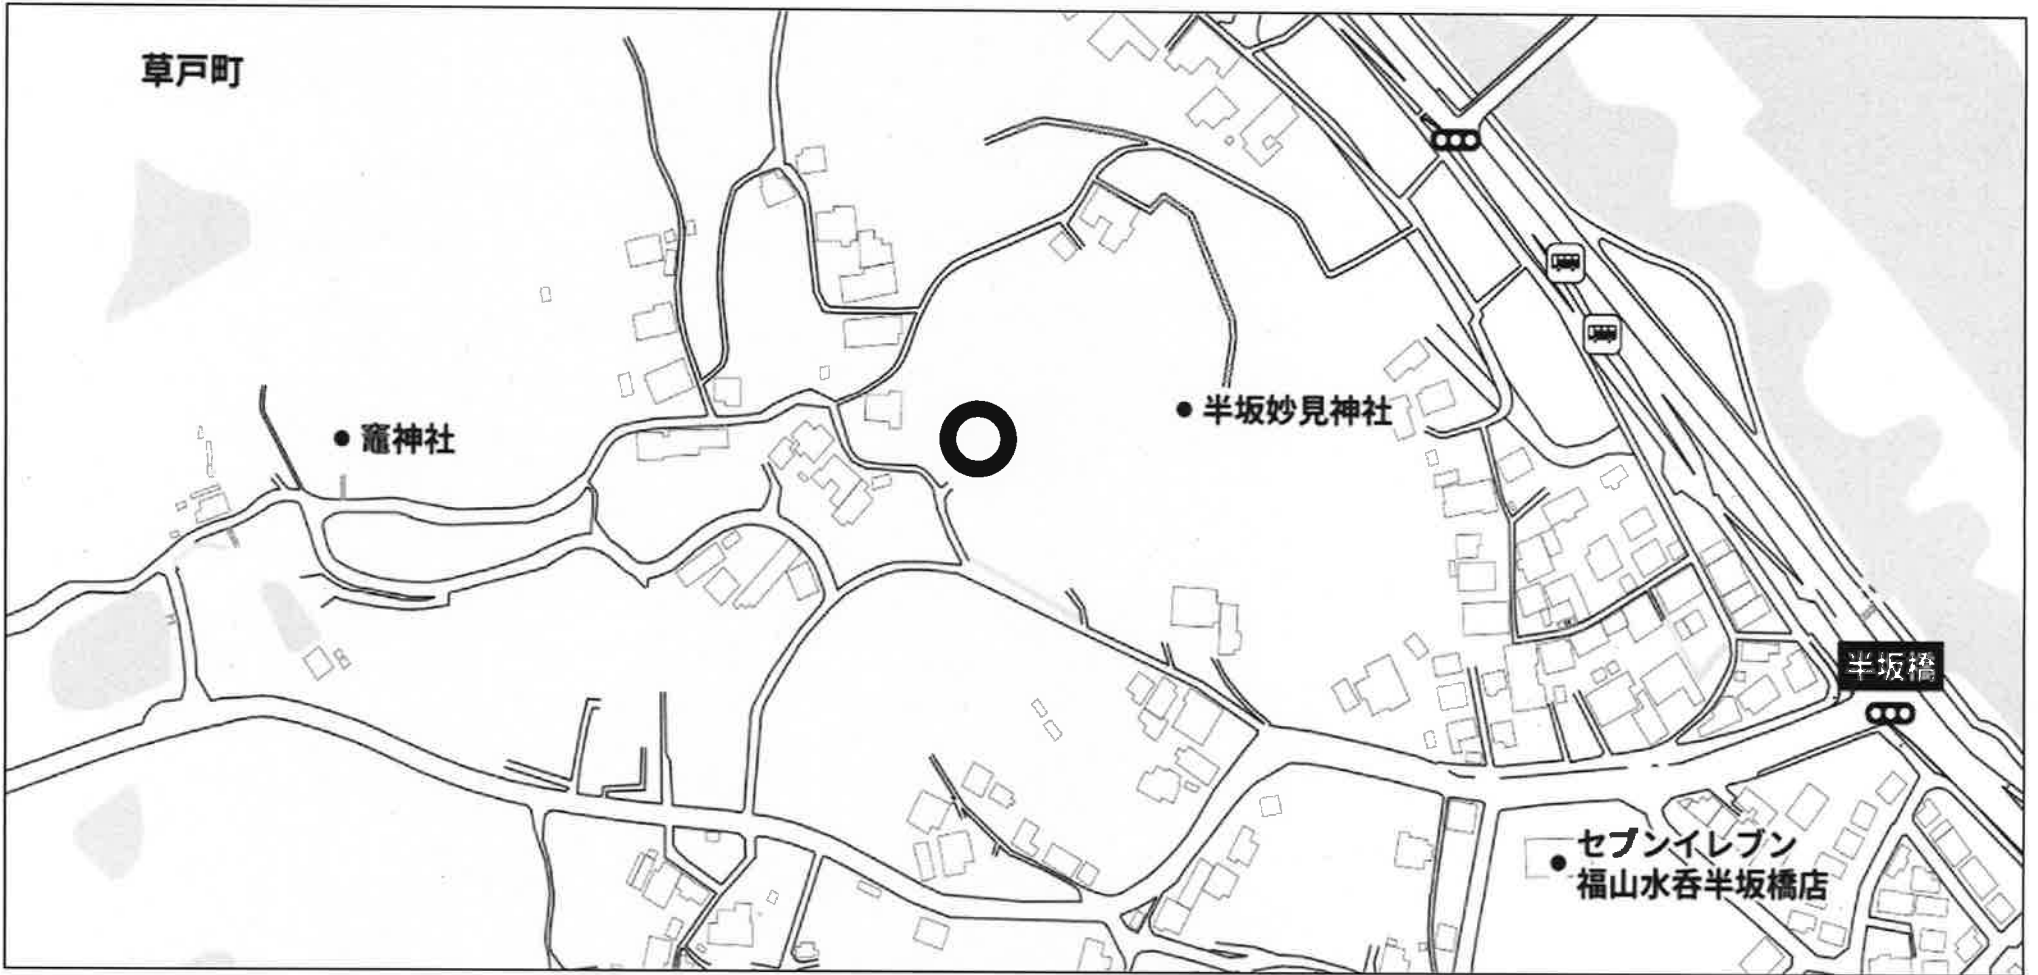 草戸町
竈神社
半坂妙見神社
半坂橋
セブンイレブン
福山水呑半坂橋店